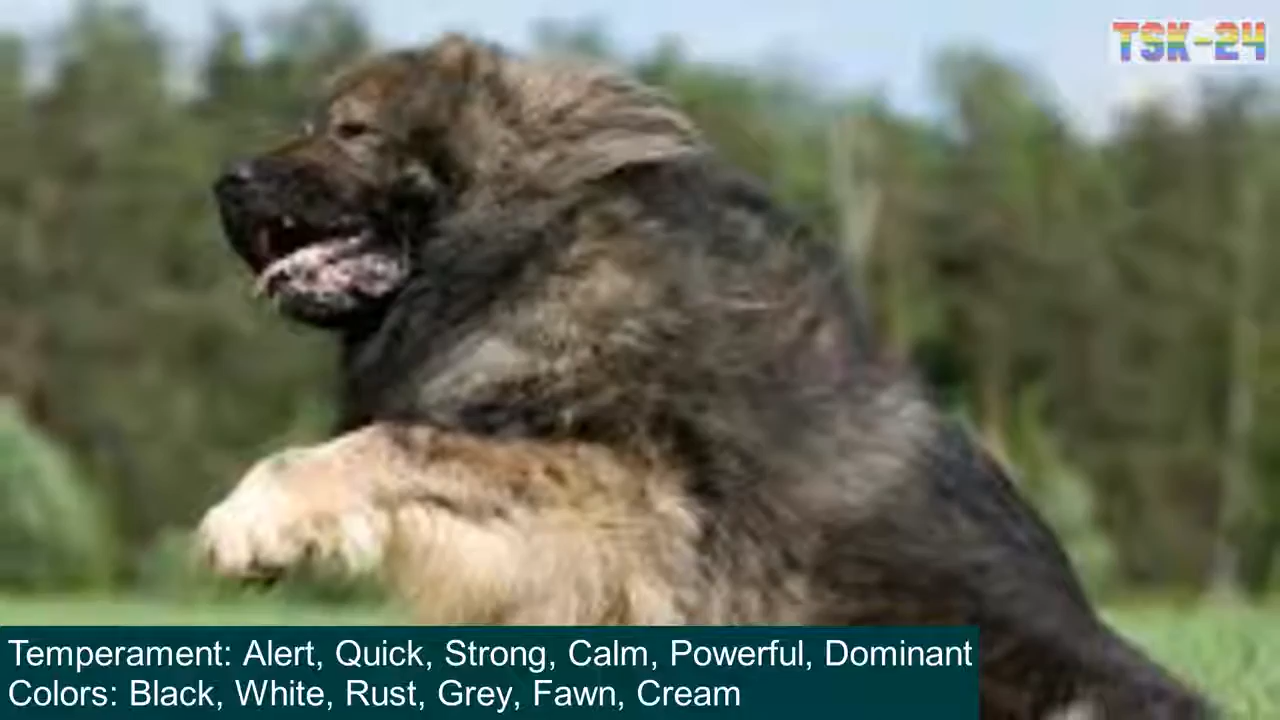 TSK-24
Temperament: Alert, Quick, Strong, Calm, Powerful, Dominant
Colors: Black, White, Rust, Grey, Fawn, Cream